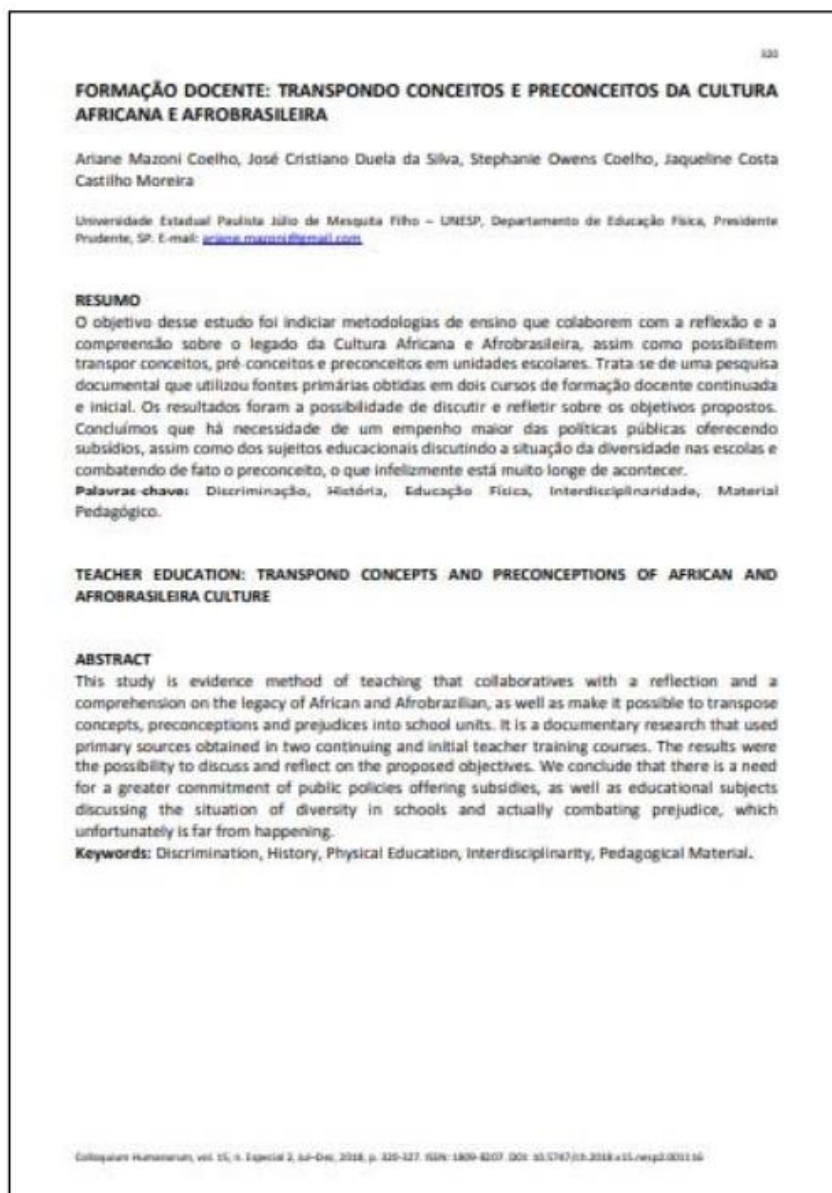 320
FORMAÇÃO DOCENTE: TRANSPONDO CONCEITOS E PRECONCEITOS DA CULTURA
AFRICANA E AFROBRASILEIRA
Ariane Mazoni Coelho, José Cristiano Duela da Silva, Stephanie Owens Coelho, Jaqueline Costa
Castilho Moreira
Universidade Estadual Paulista Júlio de Mesquita Filho – UNESP, Departamento de Educação Física, Presidente
Prudente, SP. E-mail: ariane.mazoni@gmail.com
RESUMO
O objetivo desse estudo foi indiciar metodologias de ensino que colaborem com a reflexão e a
compreensão sobre o legado da Cultura Africana e Afrobrasileira, assim como possibilitem
transpor conceitos, pré-conceitos e preconceitos em unidades escolares. Trata-se de uma pesquisa
documental que utilizou fontes primárias obtidas em dois cursos de formação docente continuada
e inicial. Os resultados foram a possibilidade de discutir e refletir sobre os objetivos propostos.
Concluímos que há necessidade de um empenho maior das políticas públicas oferecendo
subsídios, assim como dos sujeitos educacionais discutindo a situação da diversidade nas escolas e
combatendo de fato o preconceito, o que infelizmente está muito longe de acontecer.
Palavras-chave: Discriminação, História, Educação Física, Interdisciplinaridade, Material
Pedagógico.
TEACHER EDUCATION: TRANSPOND CONCEPTS AND PRECONCEPTIONS OF AFRICAN AND
AFROBRASILEIRA CULTURE
ABSTRACT
This study is evidence method of teaching that collaboratives with a reflection and a
comprehension on the legacy of African and Afrobrazilian, as well as make it possible to transpose
concepts, preconceptions and prejudices into school units. It is a documentary research that used
primary sources obtained in two continuing and initial teacher training courses. The results were
the possibility to discuss and reflect on the proposed objectives. We conclude that there is a need
for a greater commitment of public policies offering subsidies, as well as educational subjects
discussing the situation of diversity in schools and actually combating prejudice, which
unfortunately is far from happening.
Keywords: Discrimination, History, Physical Education, Interdisciplinarity, Pedagogical Material.
Colloquium Humanarum, vol. 15, n. Especial 2, Jul–Dez, 2018, p. 320-327. ISSN: 1809-8207. DOI: